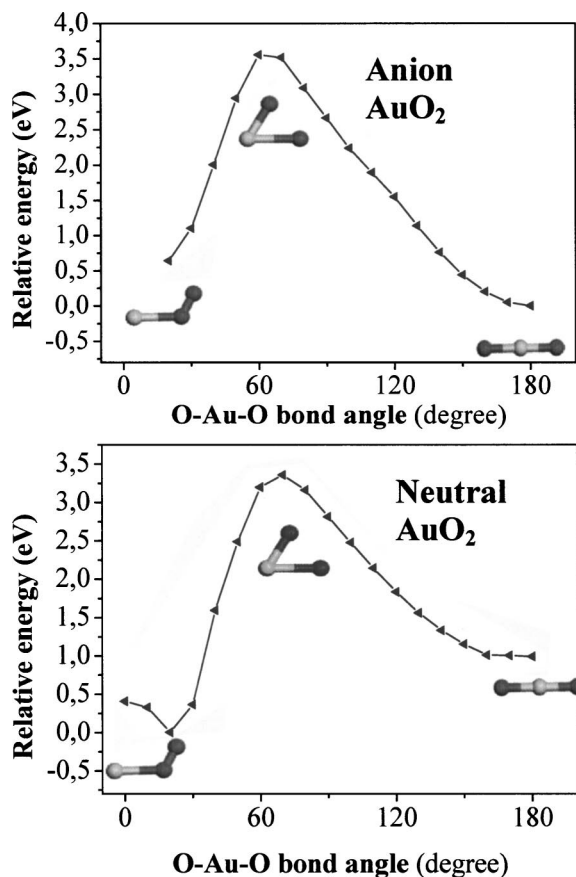 4,0
3,5
3,0
2,5
2,0
1,5
1,0
0,5
0,0
-0,5
Relative energy (eV)
Anion
AuO₂
0 60 120 180
O-Au-O bond angle (degree)
3,5
3,0
2,5
2,0
1,5
1,0
0,5
0,0
-0,5
Relative energy (eV)
Neutral
AuO₂
0 60 120 180
O-Au-O bond angle (degree)